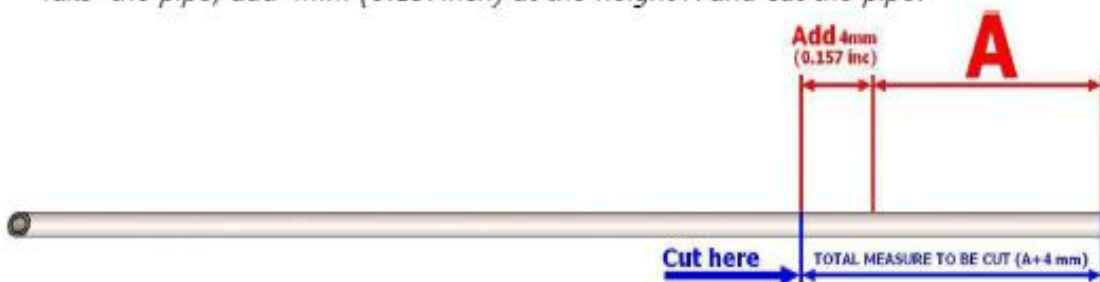 Add 4mm
(0.157 inc)
A
Cut here
TOTAL MEASURE TO BE CUT (A+4 mm)